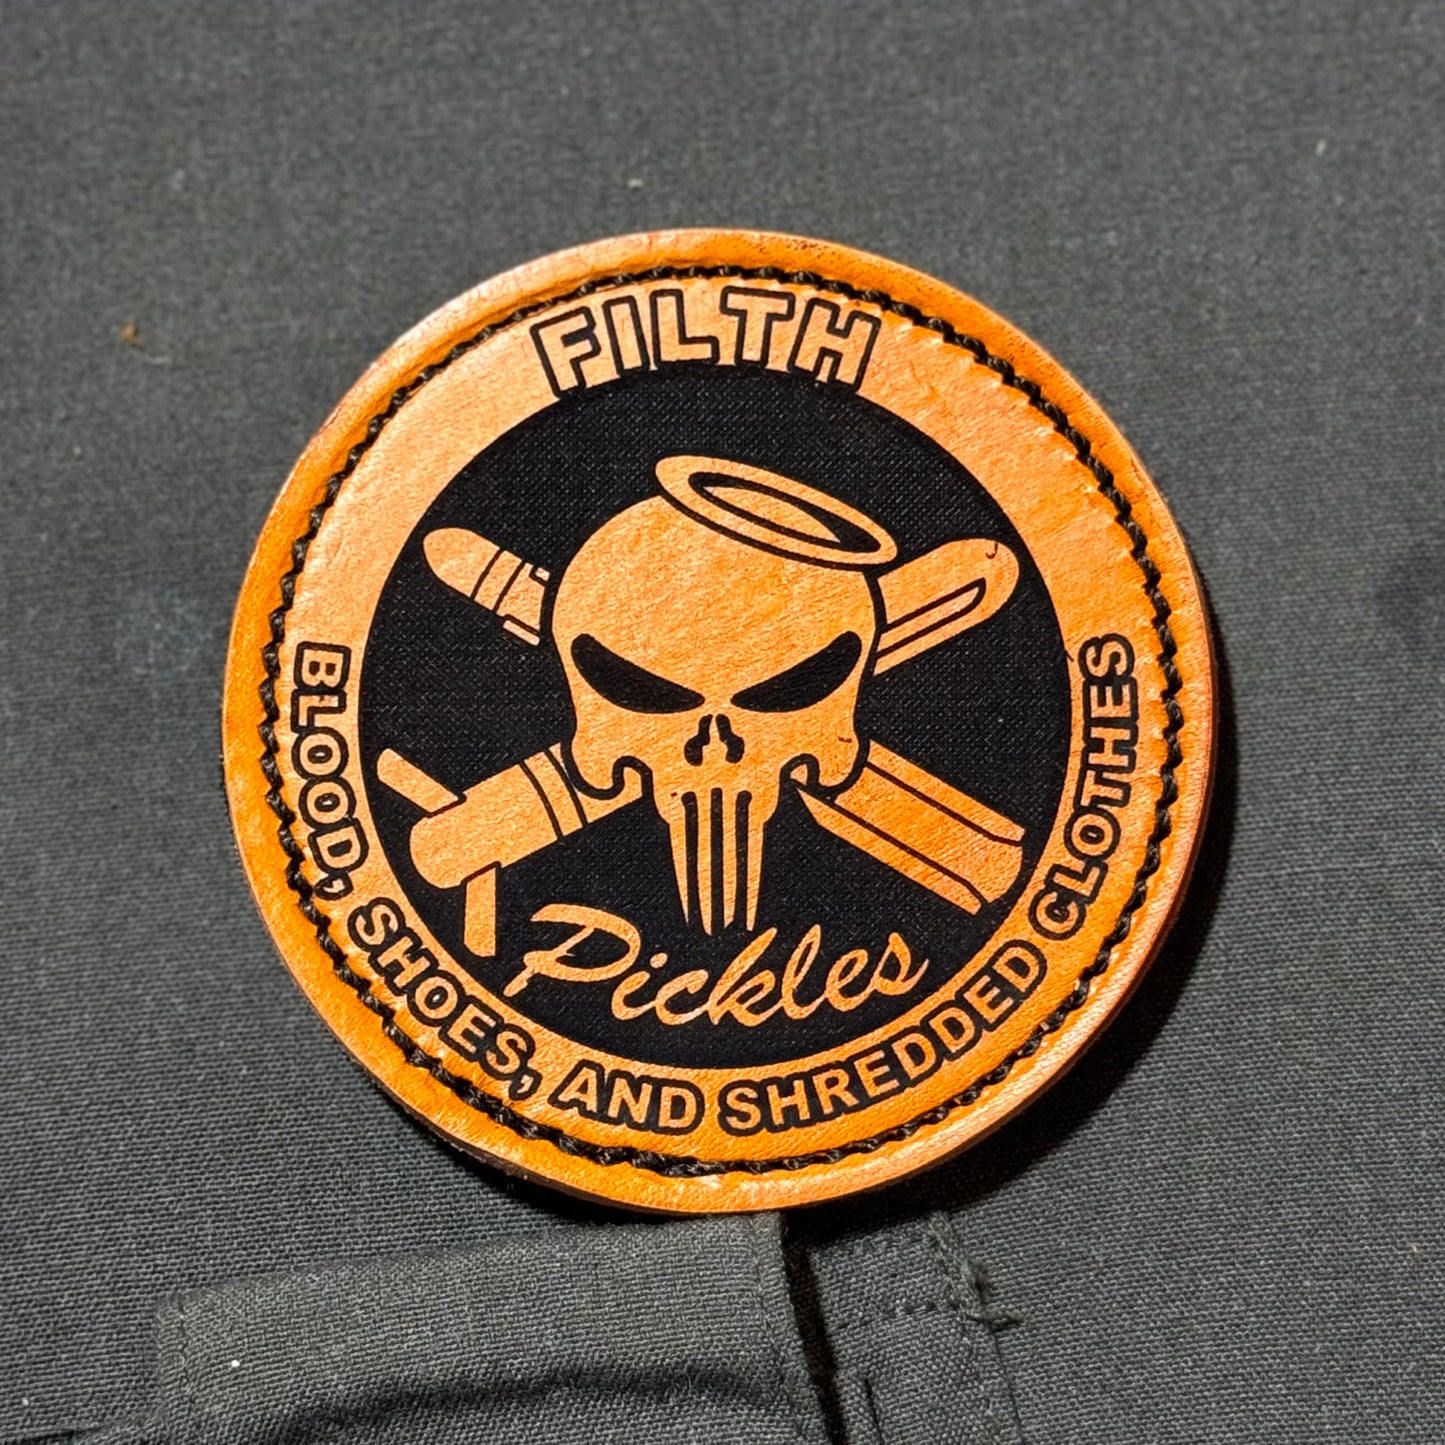 FILTH
Pickles
BLOOD, SHOES, AND SHREDDED CLOTHES